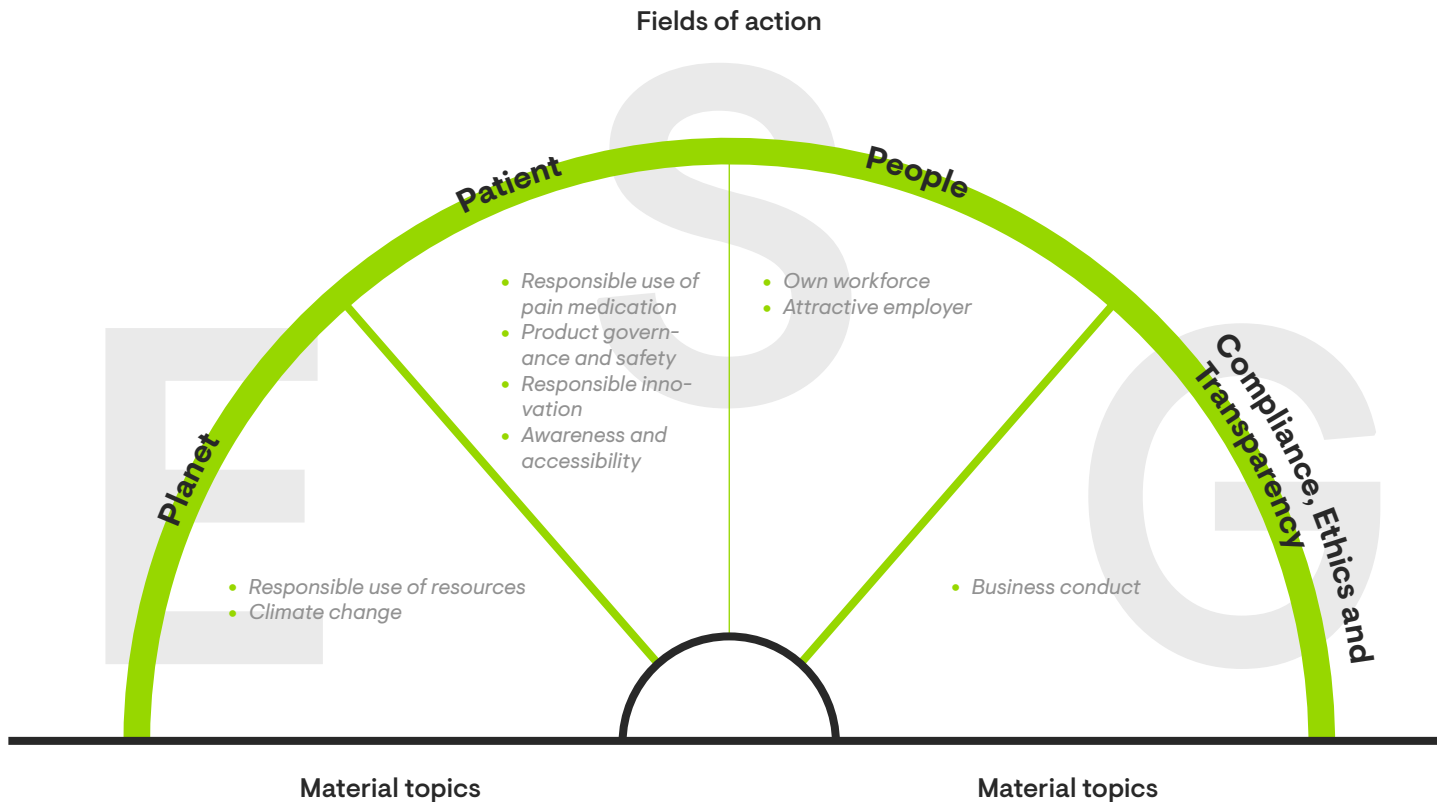 Fields of action
E
S
G
Planet
Patient
People
Compliance, Ethics and
Transparency
• Responsible use of
pain medication
• Product govern-
ance and safety
• Responsible inno-
vation
• Awareness and
accessibility
• Own workforce
• Attractive employer
• Responsible use of resources
• Climate change
• Business conduct
Material topics
Material topics